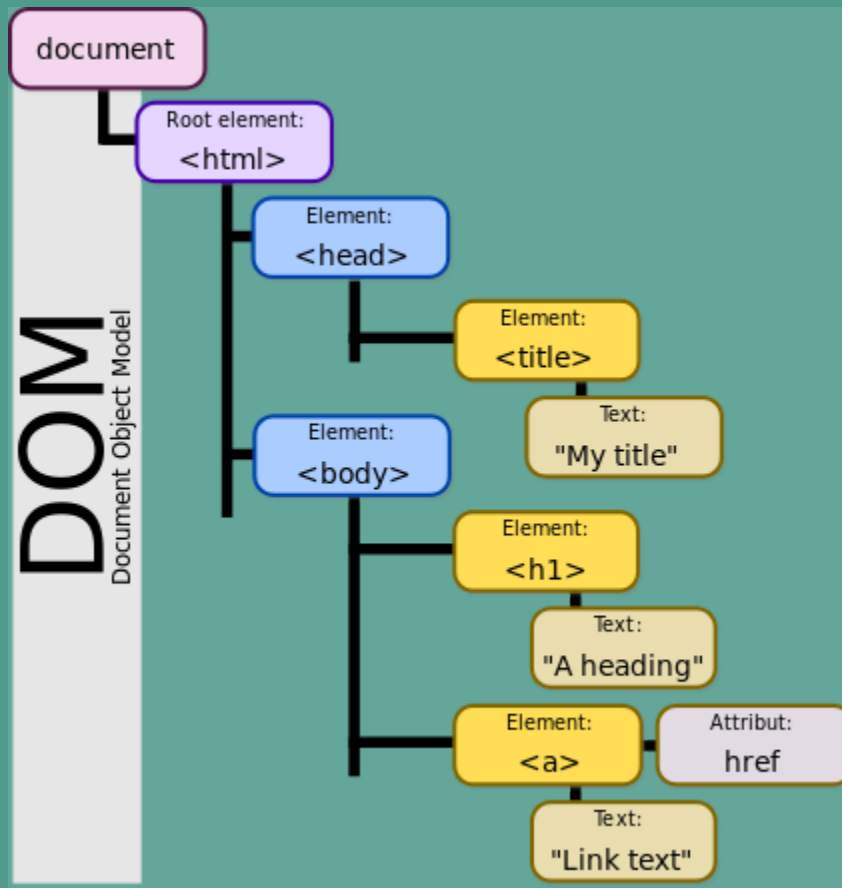 document
Root element:
<html>
Element:
<head>
Element:
<title>
Text:
"My title"
Element:
<body>
Element:
<h1>
Text:
"A heading"
Element:
<a>
Attribut:
href
Text:
"Link text"
DOM
Document Object Model